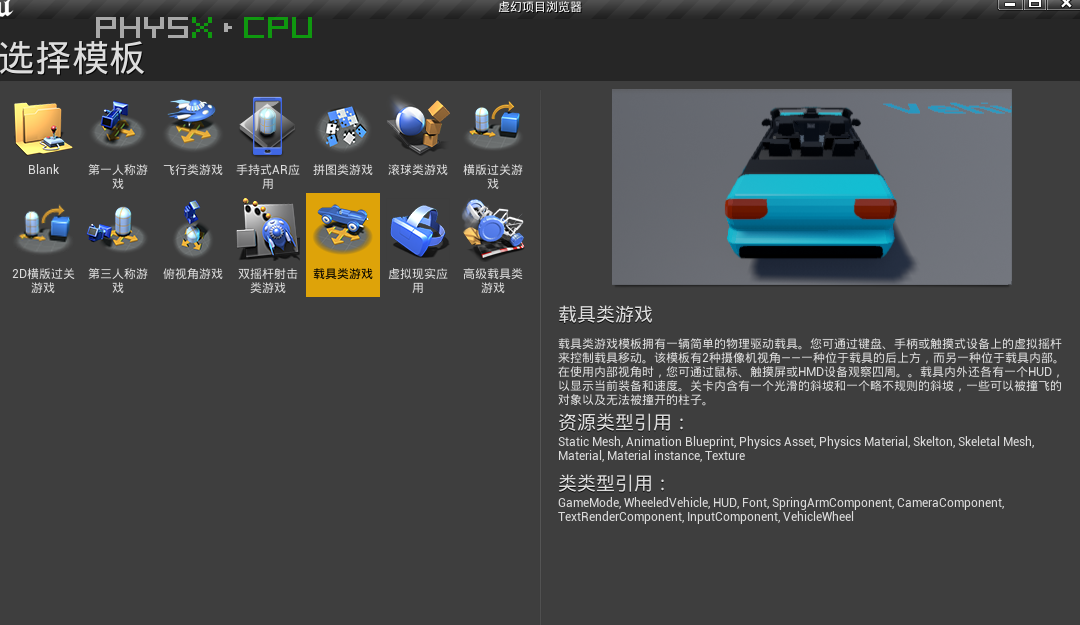 虚幻项目浏览器
PHYSX ▸ CPU
选择模板
Blank
第一人称游
戏
飞行类游戏
手持式AR应
用
拼图类游戏
滚球类游戏
横版过关游
戏
2D横版过关
游戏
第三人称游
戏
俯视角游戏
双摇杆射击
类游戏
载具类游戏
虚拟现实应
用
高级载具类
游戏
载具类游戏
载具类游戏模板拥有一辆简单的物理驱动载具。您可通过键盘、手柄或触摸式设备上的虚拟摇杆
来控制载具移动。该模板有2种摄像机视角——一种位于载具的后上方，而另一种位于载具内部。
在使用内部视角时，您可通过鼠标、触摸屏或HMD设备观察四周。。载具内外还各有一个HUD，
以显示当前装备和速度。关卡内含有一个光滑的斜坡和一个略不规则的斜坡，一些可以被撞飞的
对象以及无法被撞开的柱子。
资源类型引用：
Static Mesh, Animation Blueprint, Physics Asset, Physics Material, Skelton, Skeletal Mesh,
Material, Material instance, Texture
类类型引用：
GameMode, WheeledVehicle, HUD, Font, SpringArmComponent, CameraComponent,
TextRenderComponent, InputComponent, VehicleWheel